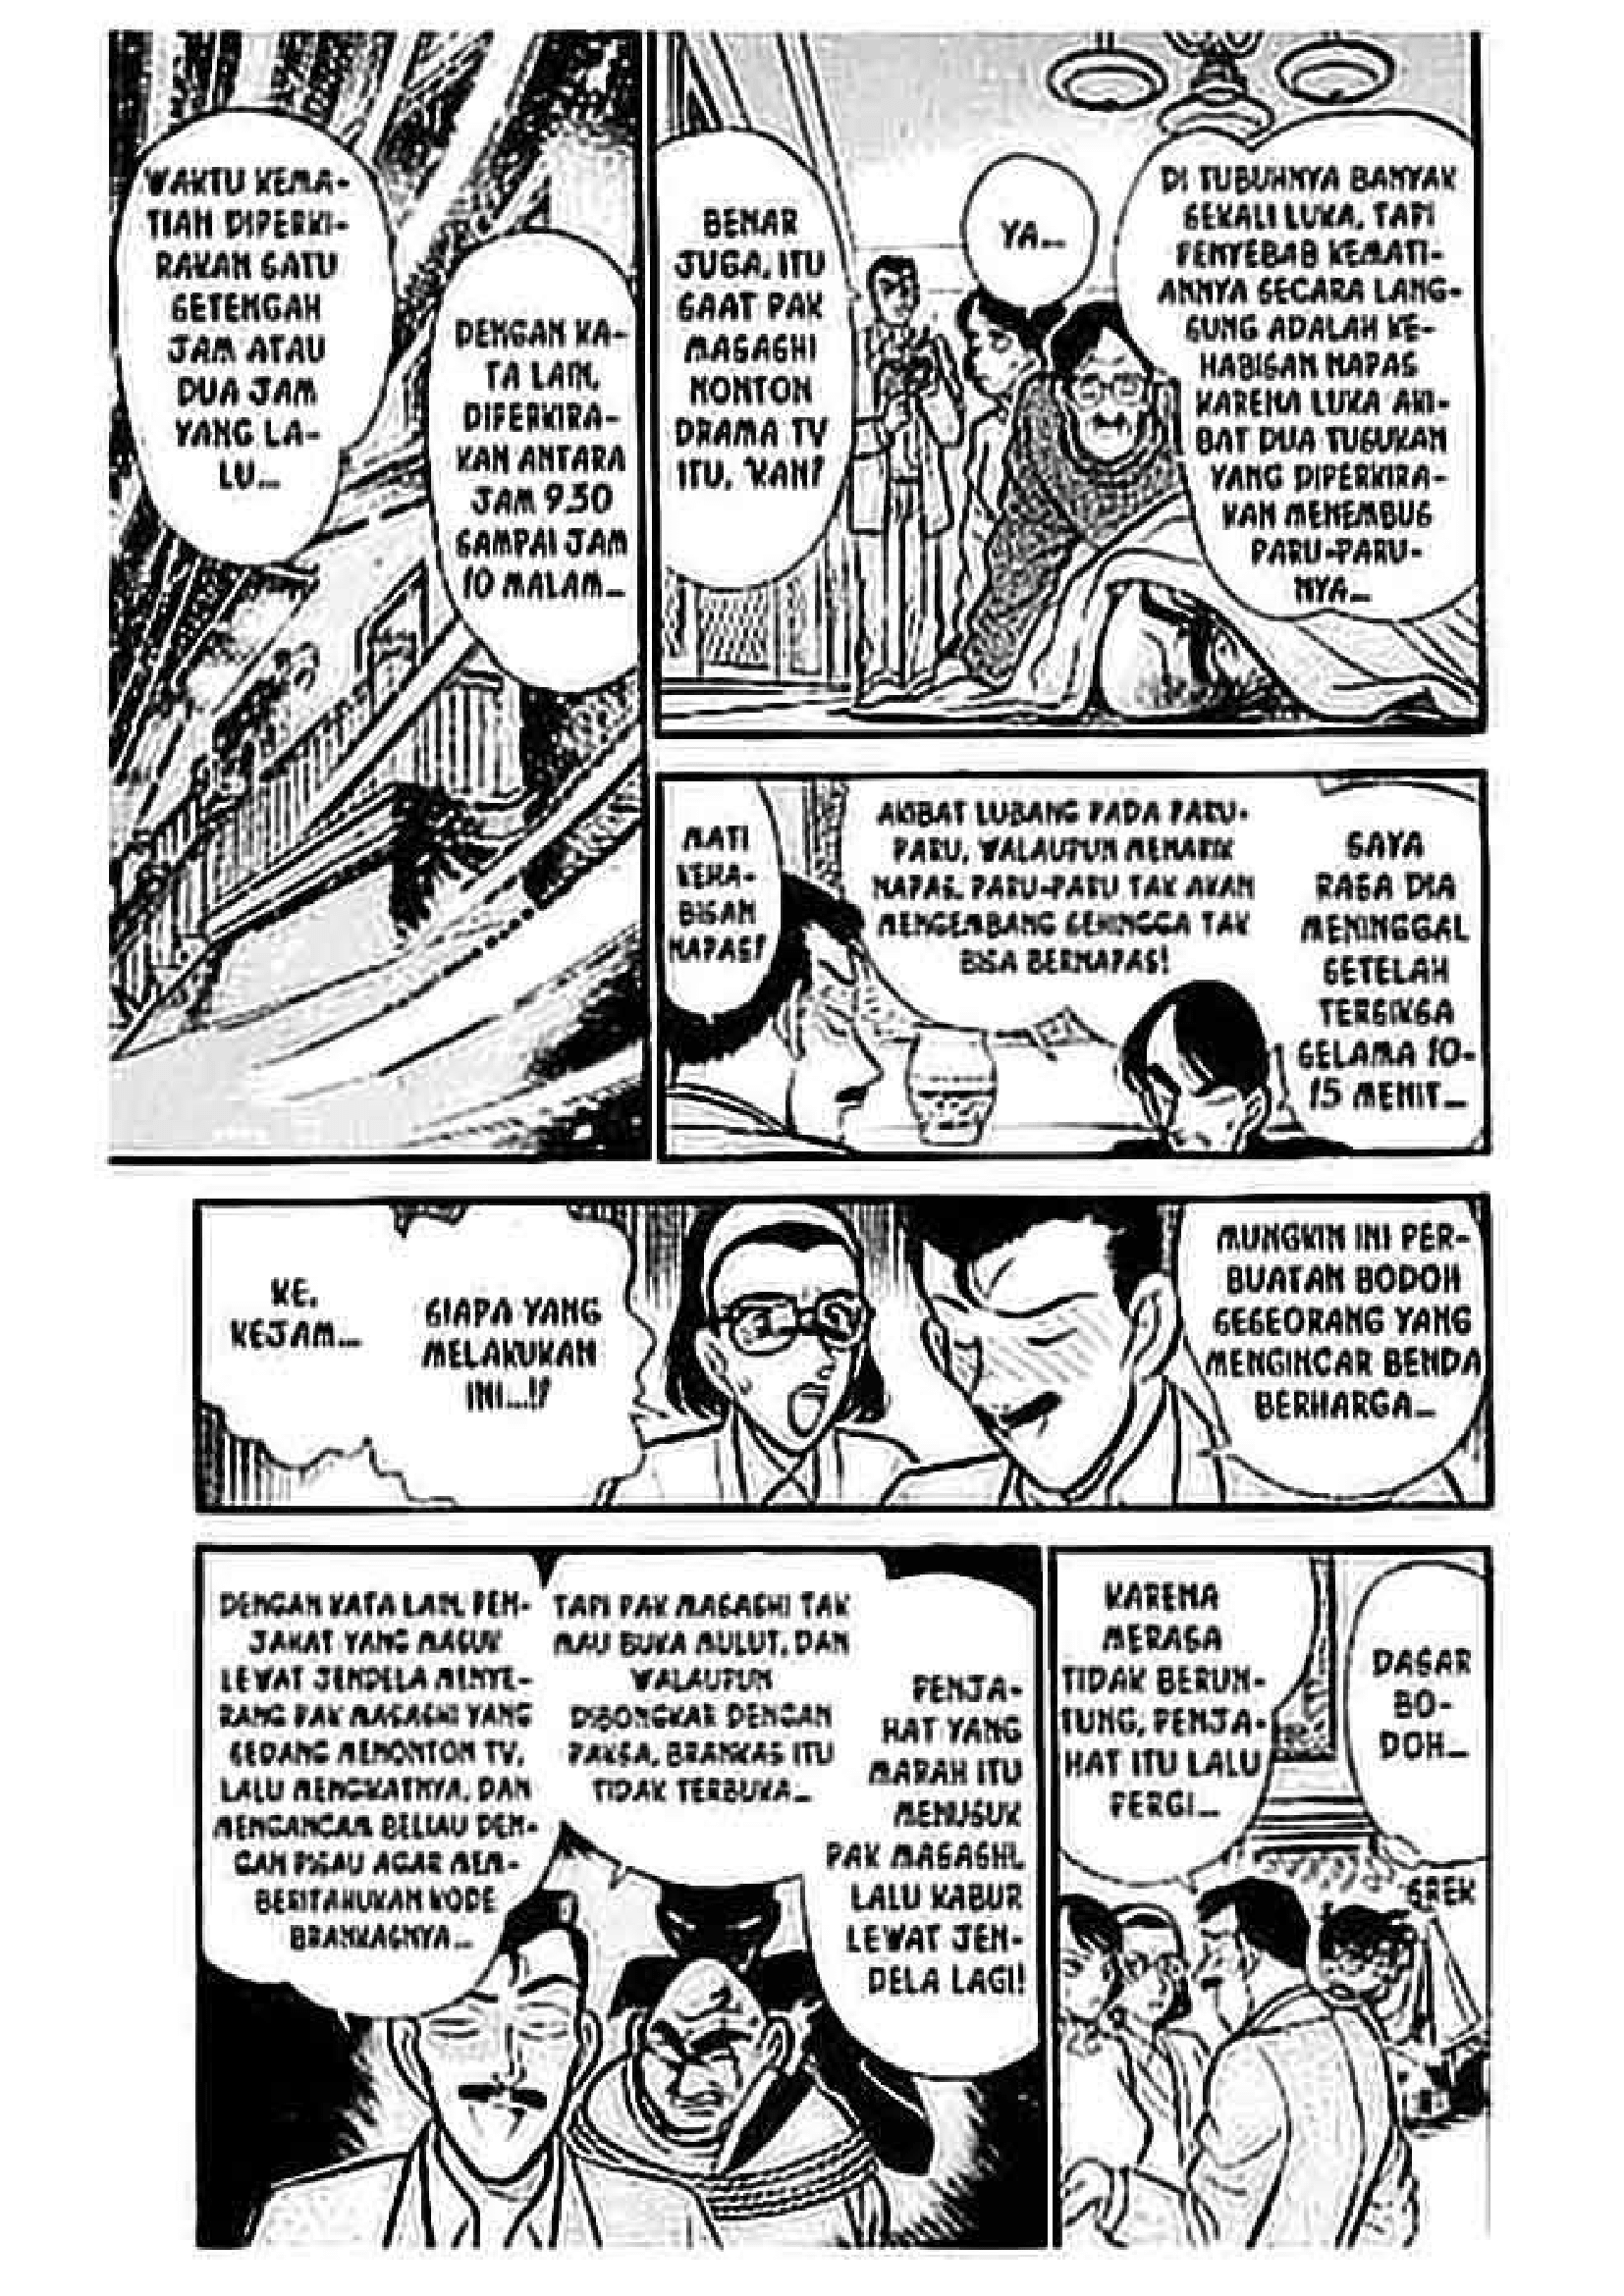 DI TUBUHNYA BANYAK
SEKALI LUKA, TAPI
PENYEBAB KEMATI-
ANNYA SECARA LANG-
SUNG ADALAH KE-
HABISAN NAPAS
KARENA LUKA AKI-
BAT DUA TUSUKAN
YANG DIPERKIRA-
KAN MENEMBUS
PARU-PARU-
NYA...
YA...
BENAR
JUGA, ITU
SAAT PAK
MASASHI
NONTON
DRAMA TV
ITU, 'KAN?
DENGAN KA-
TA LAIN,
DIPERKIRA-
KAN ANTARA
JAM 9.30
SAMPAI JAM
10 MALAM...
WAKTU KEMA-
TIAN DIPERKI-
RAKAN SATU
SETENGAH
JAM ATAU
DUA JAM
YANG LA-
LU...
SAYA
RASA DIA
MENINGGAL
SETELAH
TERSIKSA
SELAMA 10-
15 MENIT...
AKIBAT LUBANG PADA PARU-
PARU, WALAUPUN MENARIK
NAPAS, PARU-PARU TAK AKAN
MENGEMBANG SEHINGGA TAK
BISA BERNAPAS!
MATI
KEHA-
BISAN
NAPAS?
MUNGKIN INI PER-
BUATAN BODOH
SESEORANG YANG
MENGINCAR BENDA
BERHARGA...
SIAPA YANG
MELAKUKAN
INI...!?
KE,
KEJAM...
DASAR
BO-
DOH...
SREK
KARENA
MERASA
TIDAK BERUN-
TUNG, PENJA-
HAT ITU LALU
PERGI...
PENJA-
HAT YANG
MARAH ITU
MENUSUK
PAK MASASHI,
LALU KABUR
LEWAT JEN-
DELA LAGI!
TAPI PAK MASASHI TAK
MAU BUKA MULUT, DAN
WALAUPUN
DIBONGKAR DENGAN
PAKSA, BRANKAS ITU
TIDAK TERBUKA...
DENGAN KATA LAIN, PEN-
JAHAT YANG MASUK
LEWAT JENDELA MENYE-
RANG PAK MASASHI YANG
SEDANG MENONTON TV,
LALU MENGIKATNYA, DAN
MENGANCAM BELIAU DEN-
GAN PISAU AGAR MEM-
BERITAHUKAN KODE
BRANKASNYA...